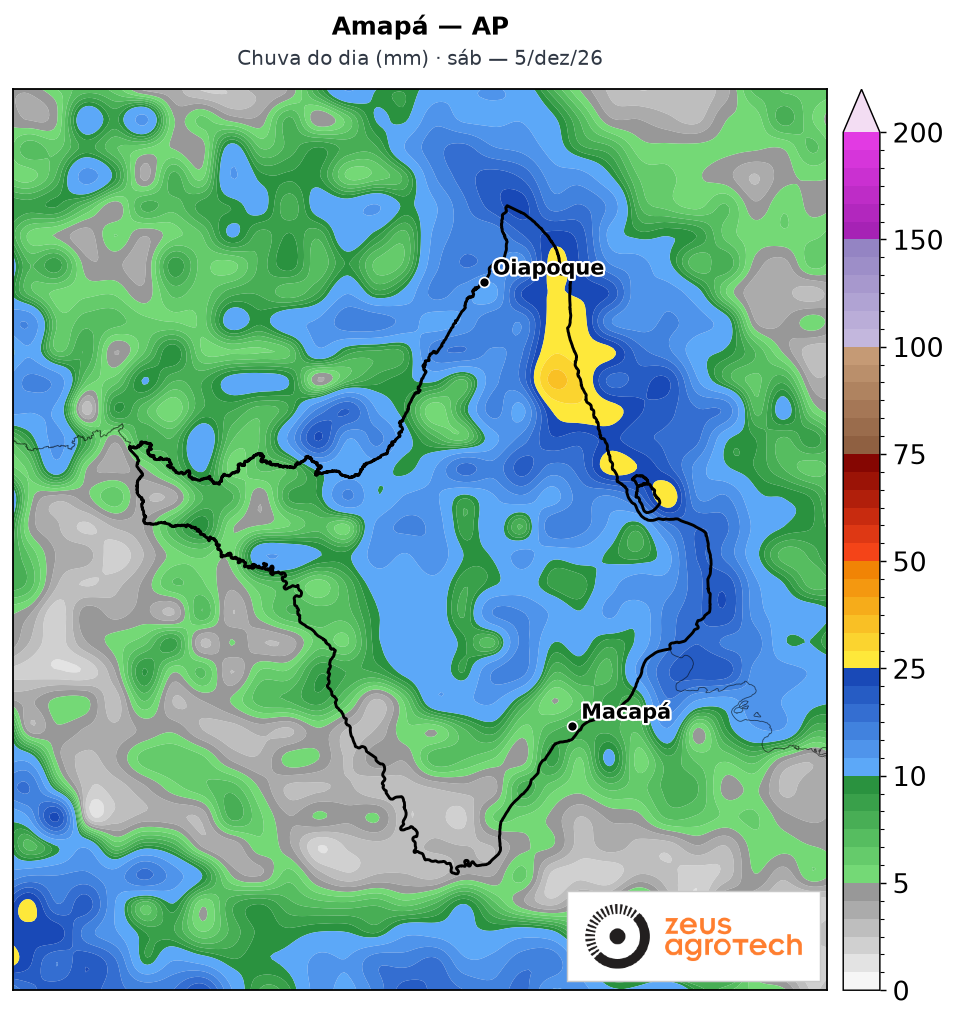 Amapá — AP
Chuva do dia (mm) · sáb — 5/dez/26
Oiapoque
Macapá
200
150
100
75
50
25
10
5
0
zeus
agrotech